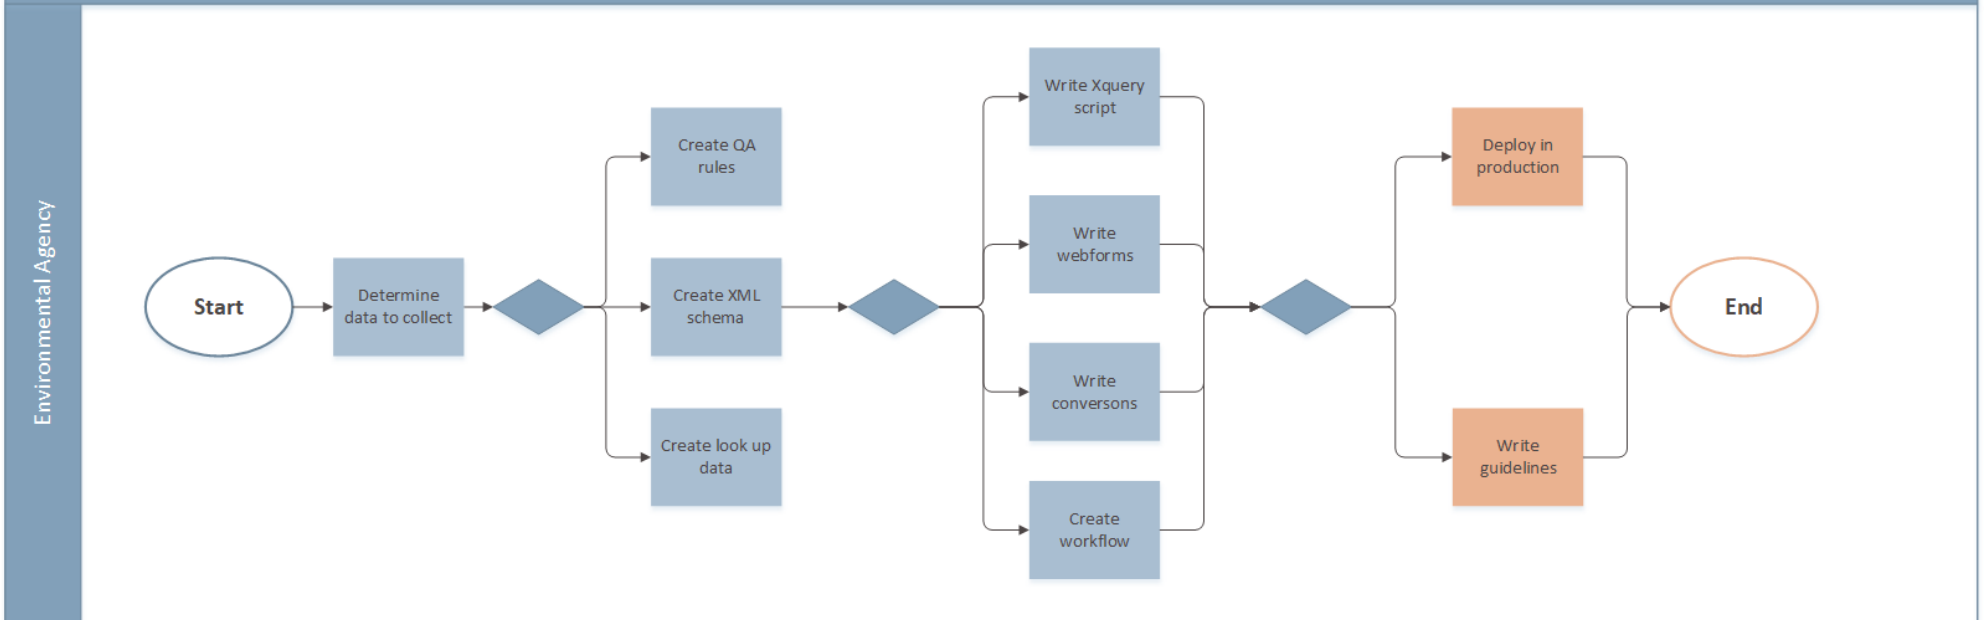 Environmental Agency
Start
Determine
data to collect
Create QA
rules
Create XML
schema
Create look up
data
Write Xquery
script
Write
webforms
Write
conversons
Create
workflow
Deploy in
production
Write
guidelines
End